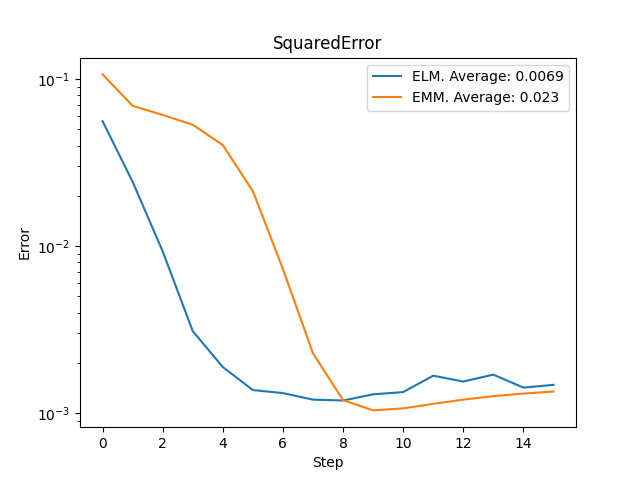 SquaredError
ELM. Average: 0.0069
EMM. Average: 0.023
Error
10⁻¹
10⁻²
10⁻³
0 2 4 6 8 10 12 14
Step